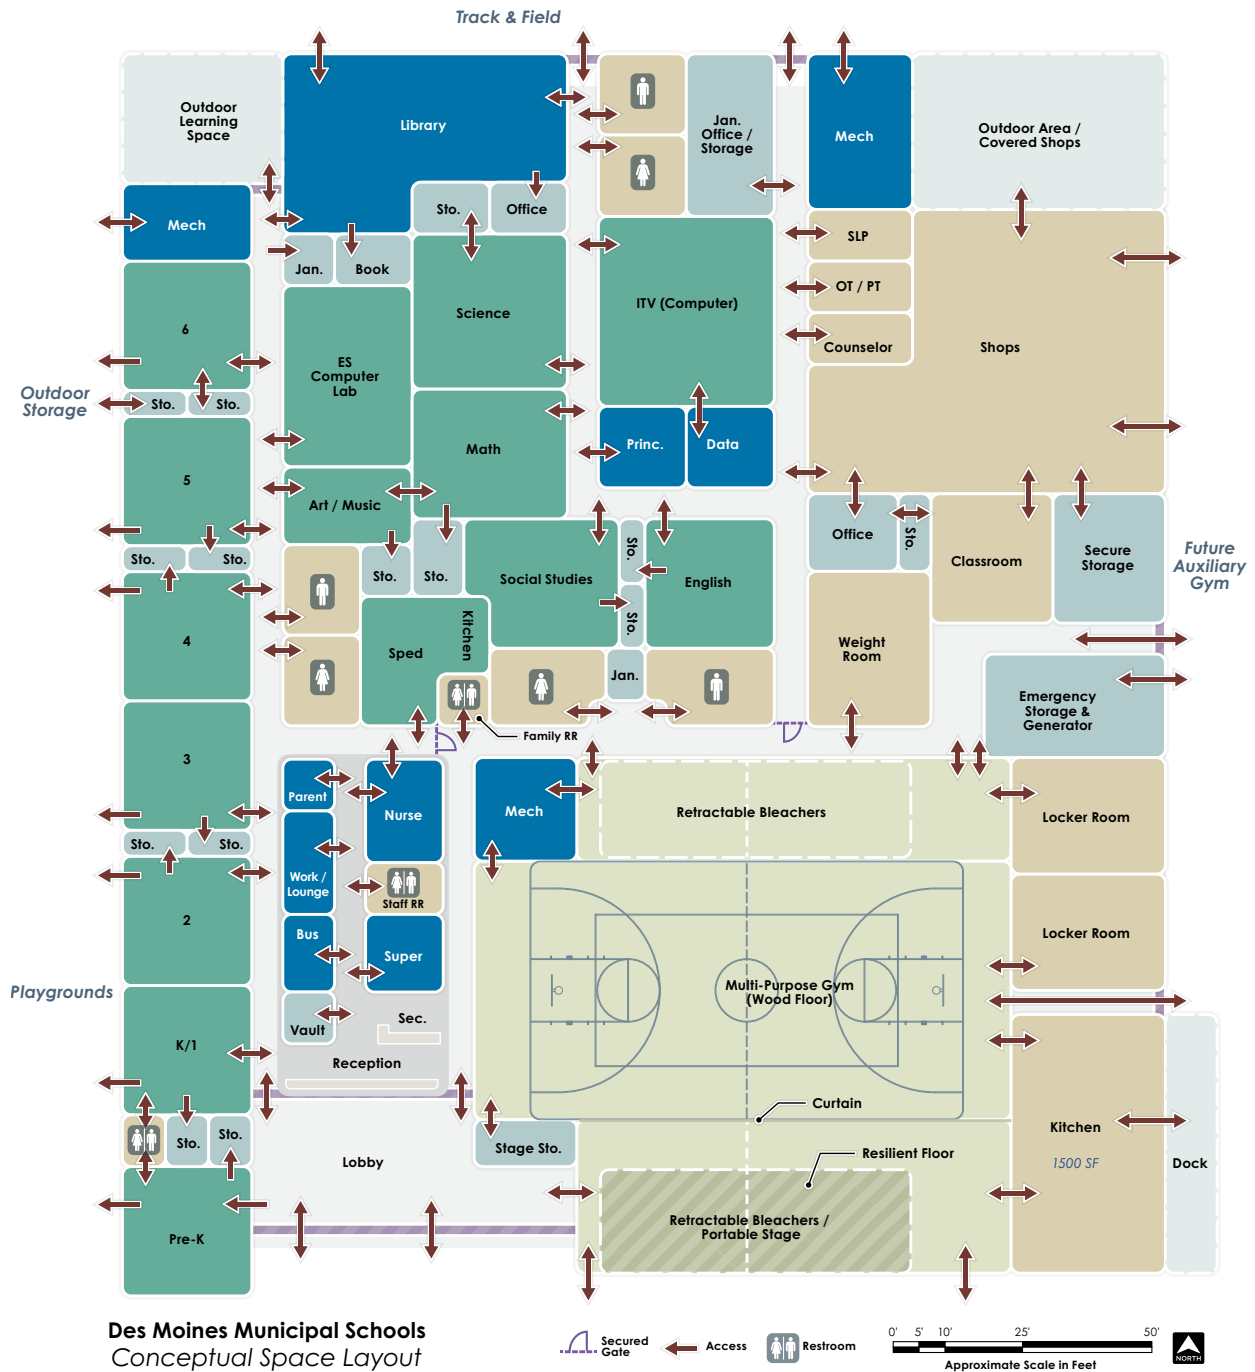 Track & Field
Outdoor
Learning
Space
Library
Jan.
Office /
Storage
Mech
Outdoor Area /
Covered Shops
Mech
Sto.
Office
SLP
Jan.
Book
OT / PT
6
Science
ITV (Computer)
Counselor
Shops
ES
Computer
Lab
Outdoor
Storage
Sto.
Sto.
Math
Princ.
Data
5
Art / Music
Sto.
Sto.
Sto.
Sto.
Social Studies
Sto.
Sto.
English
Office
Sto.
Classroom
Secure
Storage
Future
Auxiliary
Gym
4
Sped
Kitchen
Weight
Room
Jan.
Family RR
Emergency
Storage &
Generator
3
Parent
Nurse
Mech
Retractable Bleachers
Locker Room
Sto.
Sto.
Work /
Lounge
Staff RR
2
Bus
Super
Locker Room
Playgrounds
Multi-Purpose Gym
(Wood Floor)
K/1
Vault
Sec.
Reception
Curtain
Sto.
Sto.
Stage Sto.
Kitchen
1500 SF
Dock
Lobby
Resilient Floor
Pre-K
Retractable Bleachers /
Portable Stage
Des Moines Municipal Schools
Conceptual Space Layout
Secured
Gate
Access
Restroom
0' 5' 10' 25' 50'
Approximate Scale in Feet
NORTH